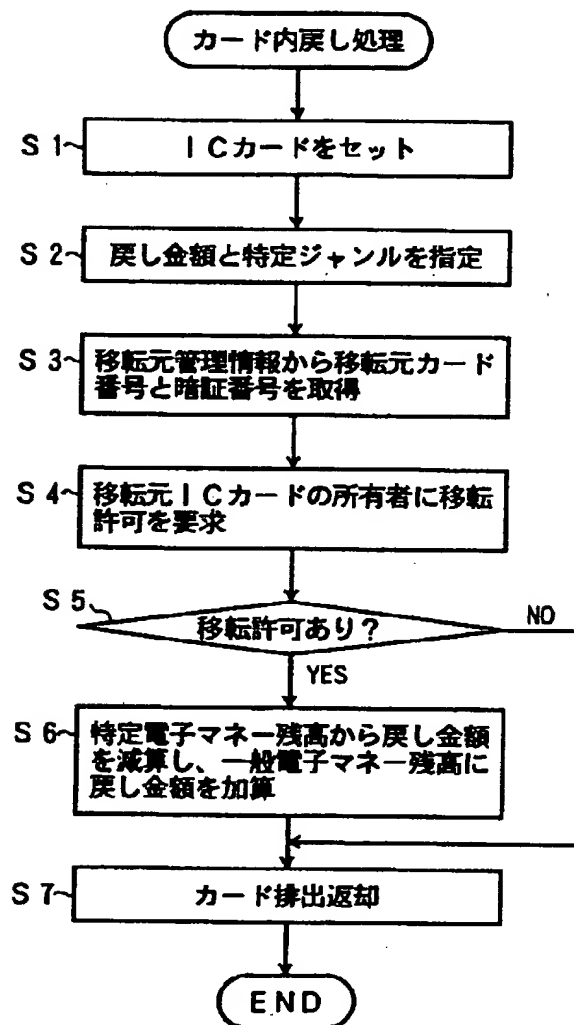 カード内戻し処理
S1
ICカードをセット
S2
戻し金額と特定ジャンルを指定
S3
移転元管理情報から移転元カード
番号と暗証番号を取得
S4
移転元ICカードの所有者に移転
許可を要求
S5
移転許可あり?
NO
YES
S6
特定電子マネー残高から戻し金額
を減算し、一般電子マネー残高に
戻し金額を加算
S7
カード排出返却
END